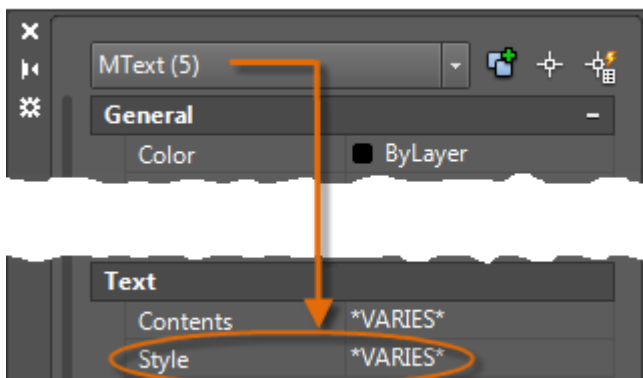 MText (5)
General
Color ByLayer
Text
Contents *VARIES*
Style *VARIES*